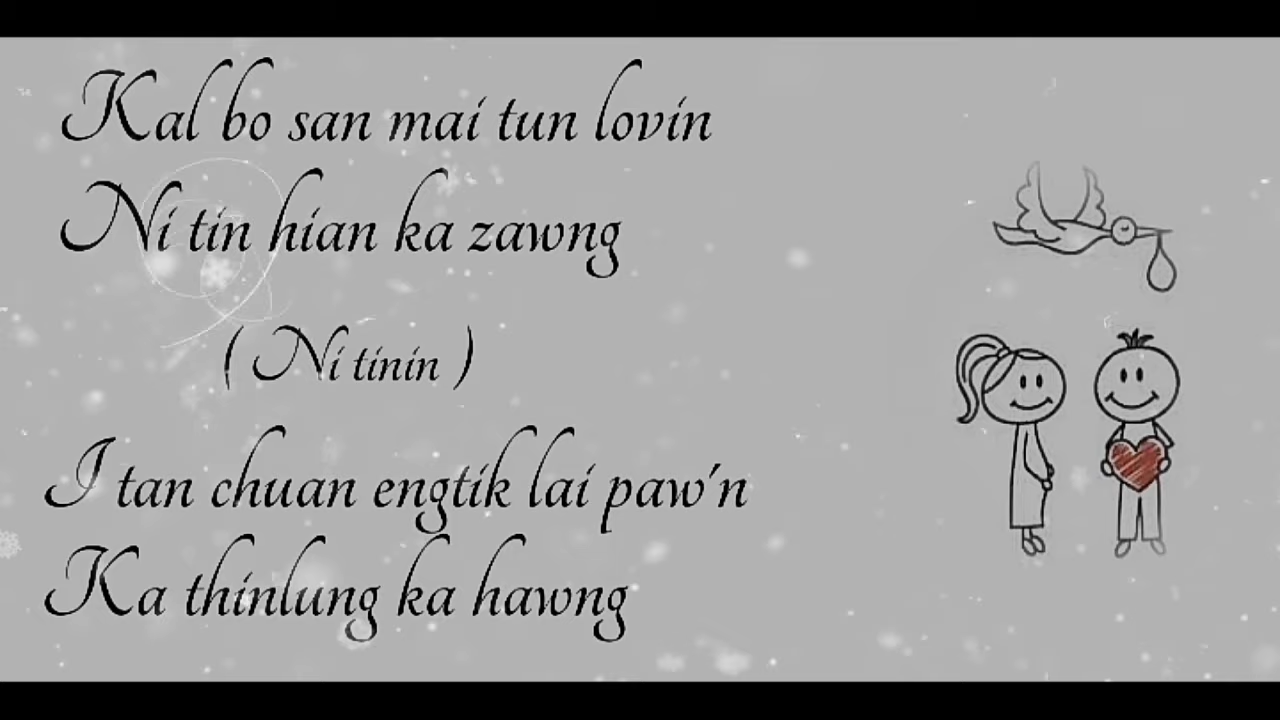 Kal bo san mai tun lovin
Ni tin hian ka zawng
( Ni tinin )
I tan chuan engtik lai paw'n
Ka thinlung ka hawng